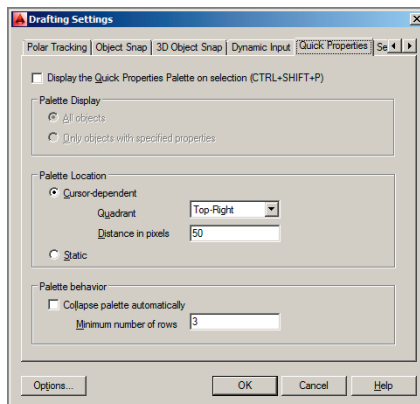 Drafting Settings
Polar Tracking Object Snap 3D Object Snap Dynamic Input Quick Properties Se
Display the Quick Properties Palette on selection (CTRL+SHIFT+P)
Palette Display
All objects
Only objects with specified properties
Palette Location
Cursor-dependent
Quadrant Top-Right
Distance in pixels 50
Static
Palette behavior
Collapse palette automatically
Minimum number of rows 3
Options... OK Cancel Help